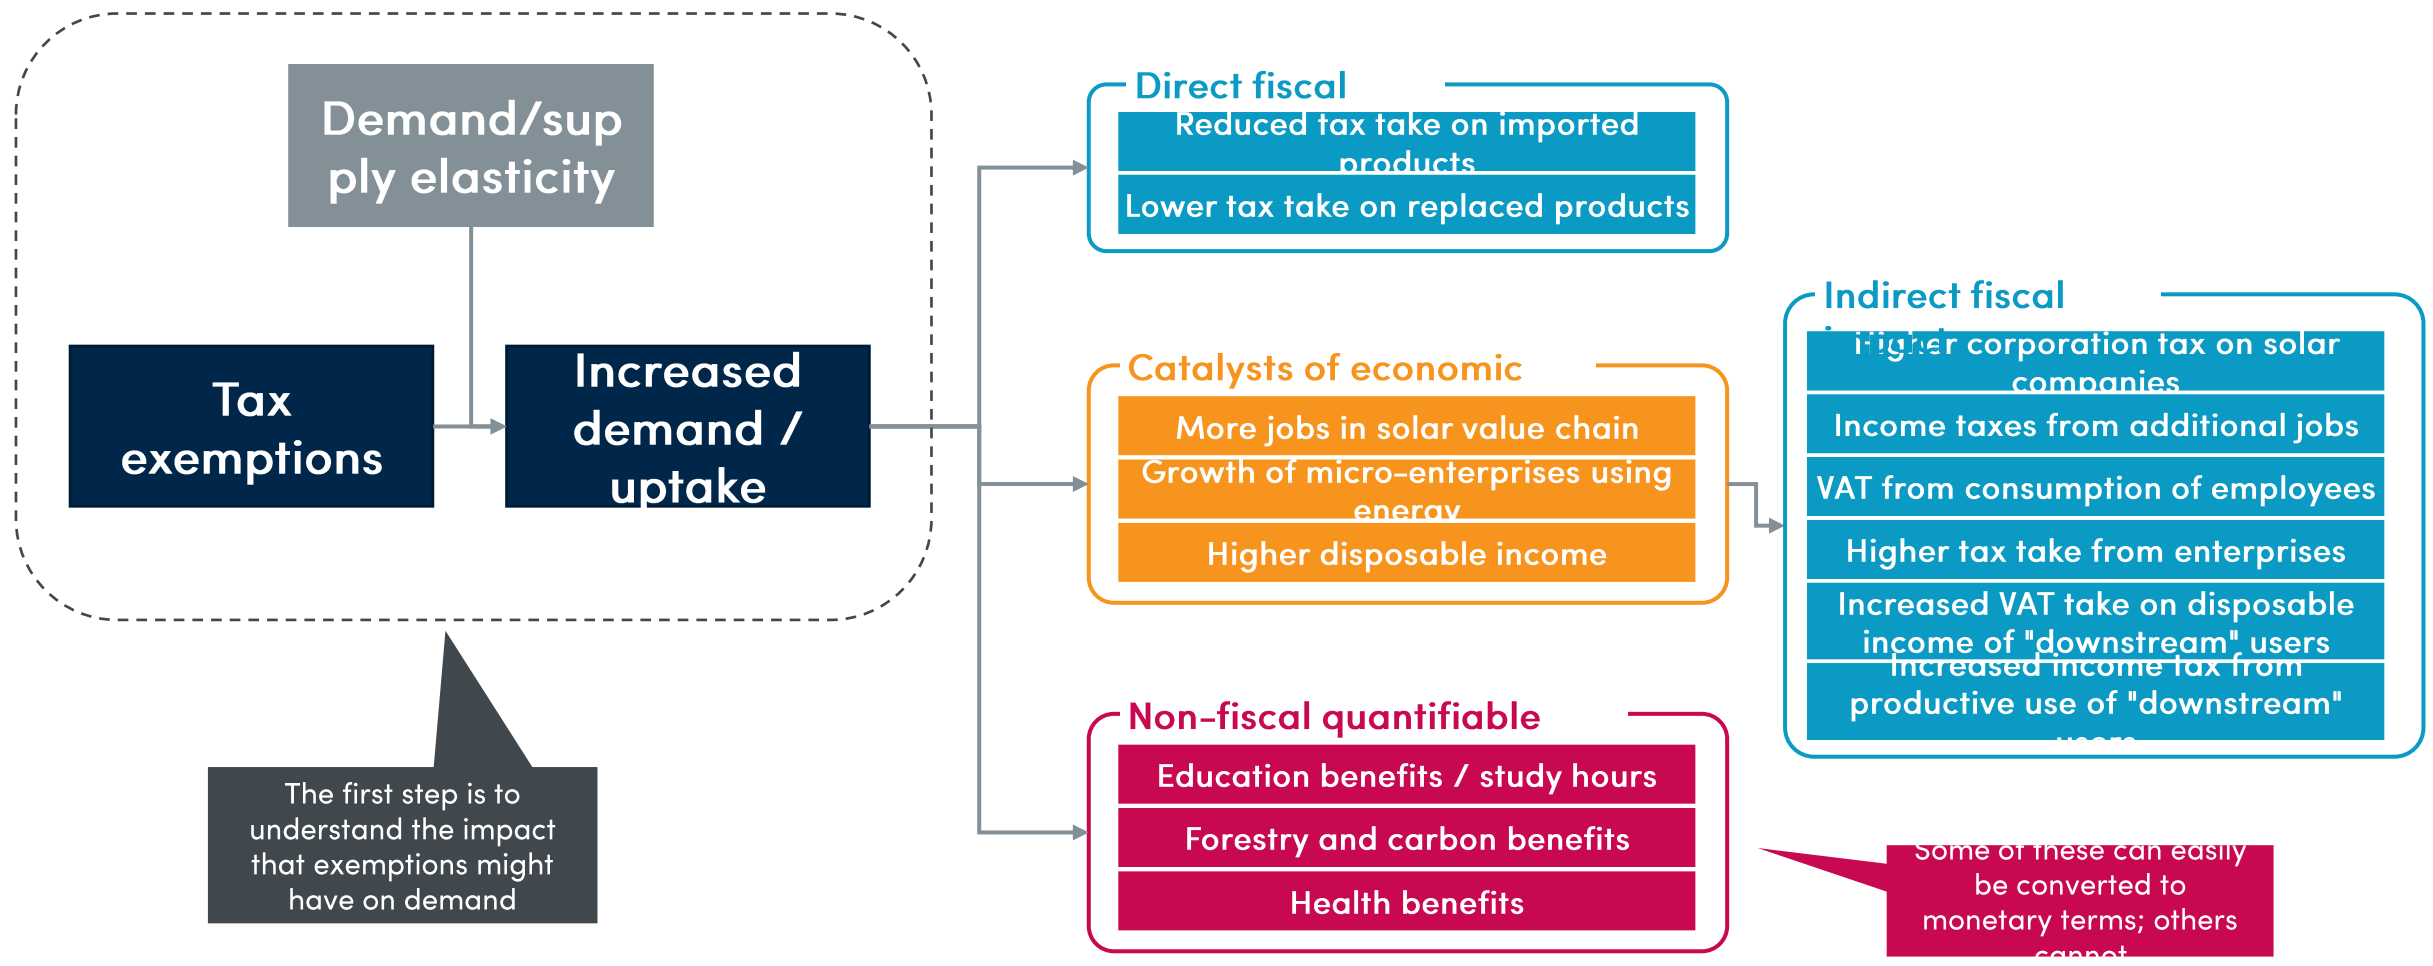 Demand/sup
ply elasticity
Tax
exemptions
Increased
demand /
uptake
The first step is to
understand the impact
that exemptions might
have on demand
Direct fiscal
Reduced tax take on imported
products
Lower tax take on replaced products
Catalysts of economic
More jobs in solar value chain
Growth of micro-enterprises using
energy
Higher disposable income
Non-fiscal quantifiable
Education benefits / study hours
Forestry and carbon benefits
Health benefits
Indirect fiscal
Higher corporation tax on solar
companies
Income taxes from additional jobs
VAT from consumption of employees
Higher tax take from enterprises
Increased VAT take on disposable
income of "downstream" users
Increased income tax from
productive use of "downstream"
users
Some of these can easily
be converted to
monetary terms; others
cannot